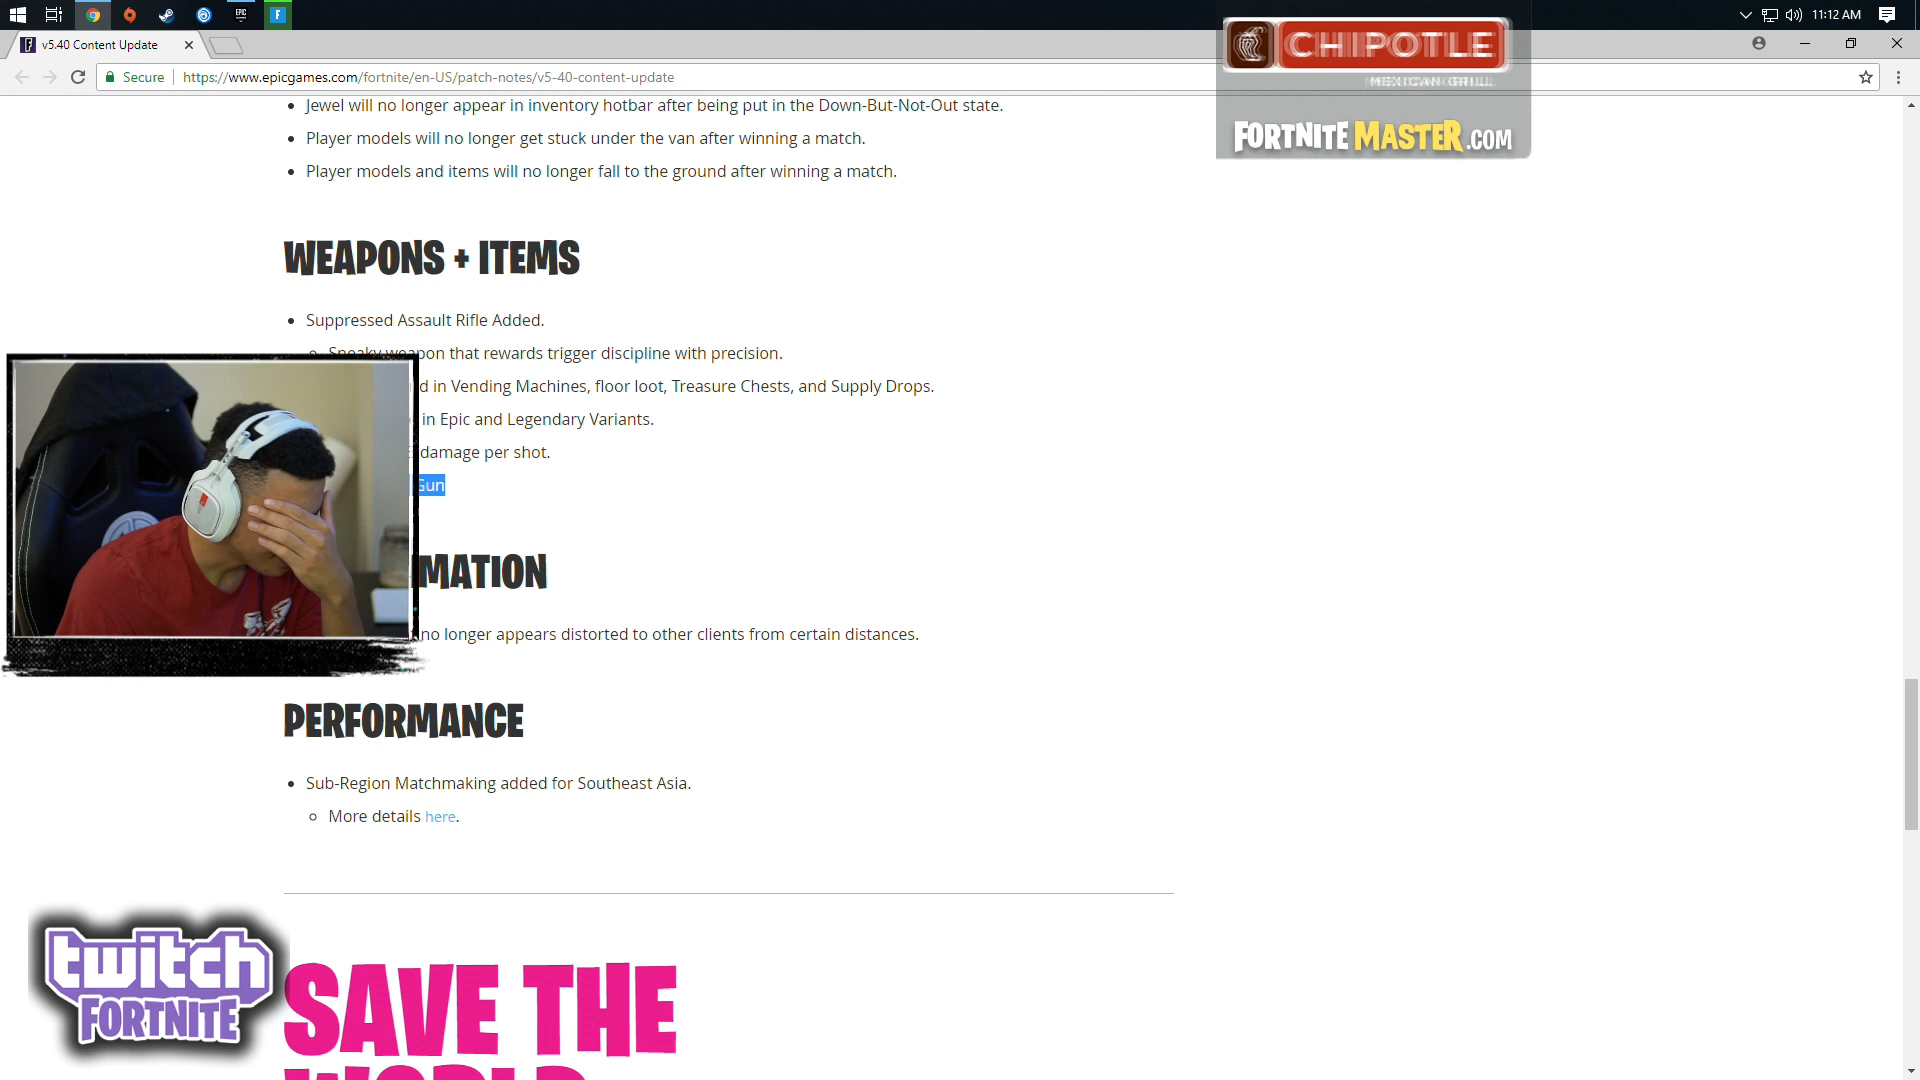 11:12 AM
v5.40 Content Update
Secure
https://www.epicgames.com/fortnite/en-US/patch-notes/v5-40-content-update
CHIPOTLE
MEXICAN GRILL
FORTNITE MASTER.COM
Jewel will no longer appear in inventory hotbar after being put in the Down-But-Not-Out state.
Player models will no longer get stuck under the van after winning a match.
Player models and items will no longer fall to the ground after winning a match.
WEAPONS + ITEMS
Suppressed Assault Rifle Added.
Sneaky weapon that rewards trigger discipline with precision.
in Vending Machines, floor loot, Treasure Chests, and Supply Drops.
in Epic and Legendary Variants.
damage per shot.
Gun
MATION
no longer appears distorted to other clients from certain distances.
PERFORMANCE
Sub-Region Matchmaking added for Southeast Asia.
More details here.
twitch
FORTNITE
SAVE THE
WORLD